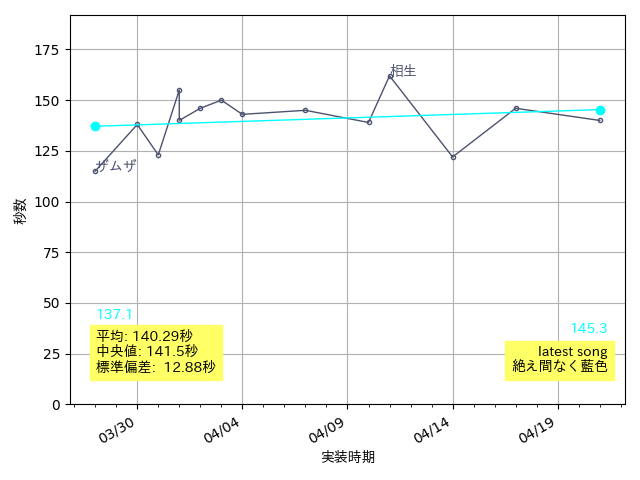 175
150
125
100
75
50
25
0
秒数
相生
ザムザ
137.1
平均: 140.29秒
中央値: 141.5秒
標準偏差: 12.88秒
145.3
latest song
絶え間なく藍色
03/30
04/04
04/09
04/14
04/19
実装時期